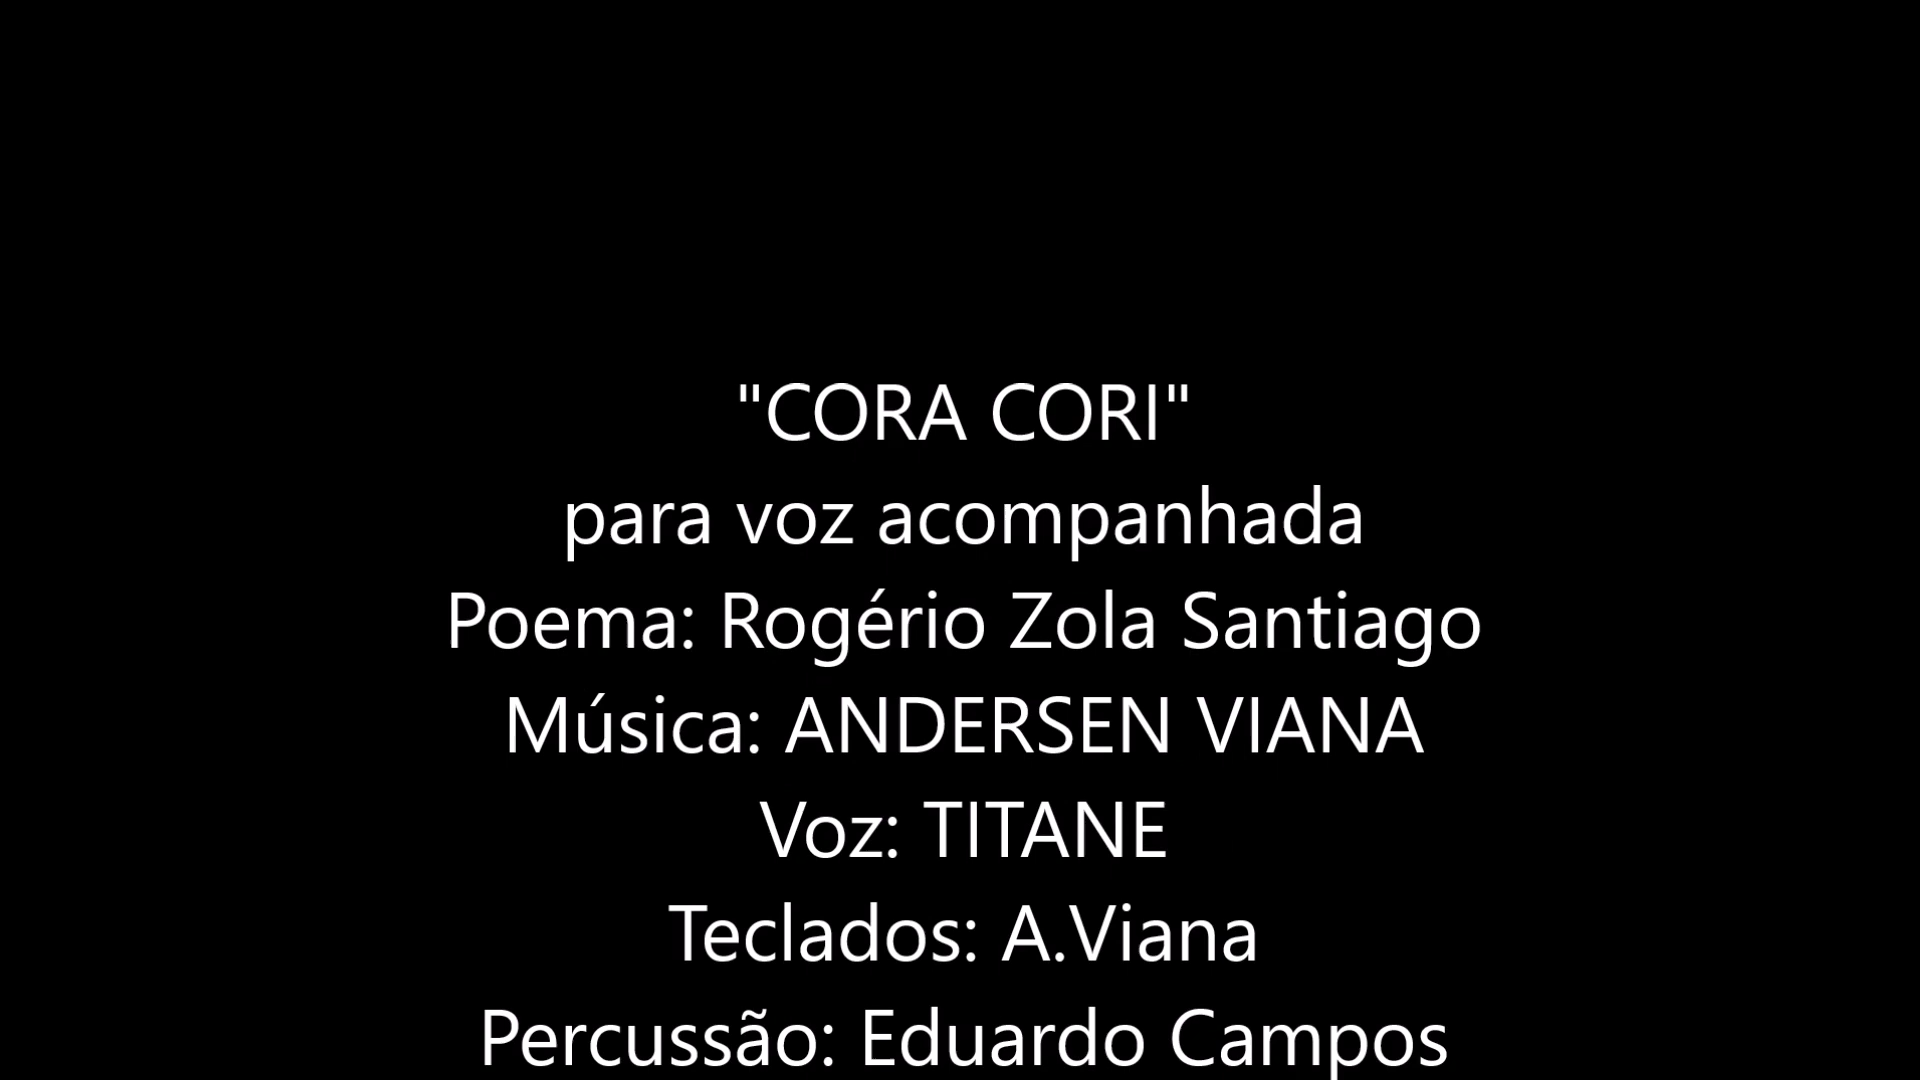 "CORA CORI"
para voz acompanhada
Poema: Rogério Zola Santiago
Música: ANDERSEN VIANA
Voz: TITANE
Teclados: A.Viana
Percussão: Eduardo Campos